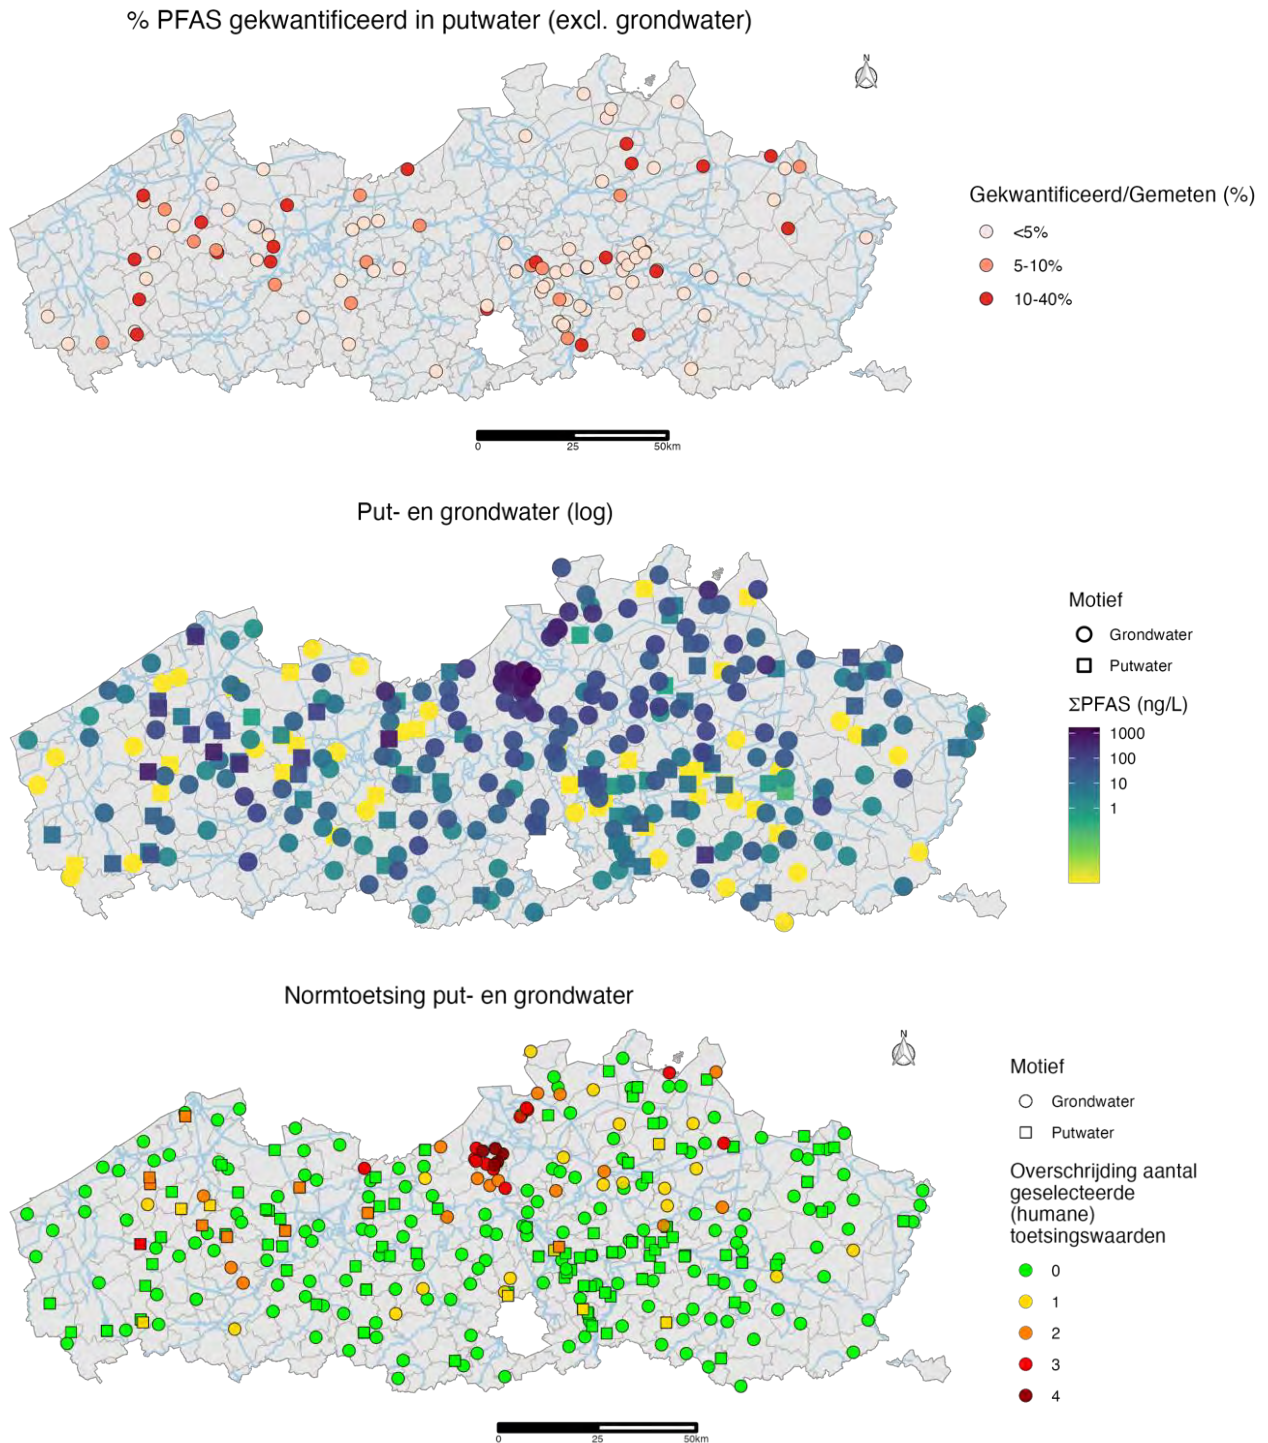 % PFAS gekwantificeerd in putwater (excl. grondwater)
N
Gekwantificeerd/Gemeten (%)
<5%
5-10%
10-40%
0
25
50km
Put- en grondwater (log)
Motief
Grondwater
Putwater
ΣPFAS (ng/L)
1000
100
10
1
Normtoetsing put- en grondwater
N
Motief
Grondwater
Putwater
Overschrijding aantal
geselecteerde
(humane)
toetsingswaarden
0
1
2
3
4
0
25
50km